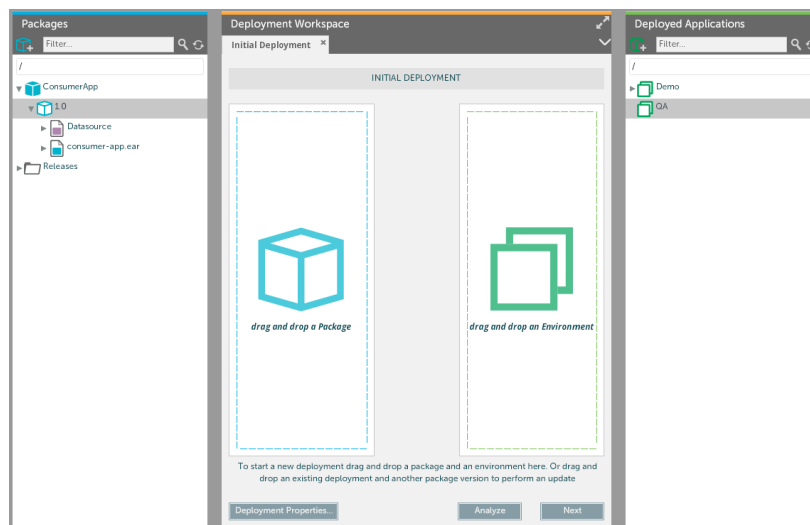 Packages
Filter...
/
ConsumerApp
1.0
Datasource
consumer-app.ear
Releases
Deployment Workspace
Initial Deployment ×
INITIAL DEPLOYMENT
drag and drop a Package
drag and drop an Environment
To start a new deployment drag and drop a package and an environment here. Or drag and
drop an existing deployment and another package version to perform an update
Deployment Properties...
Analyze
Next
Deployed Applications
Filter...
/
Demo
QA